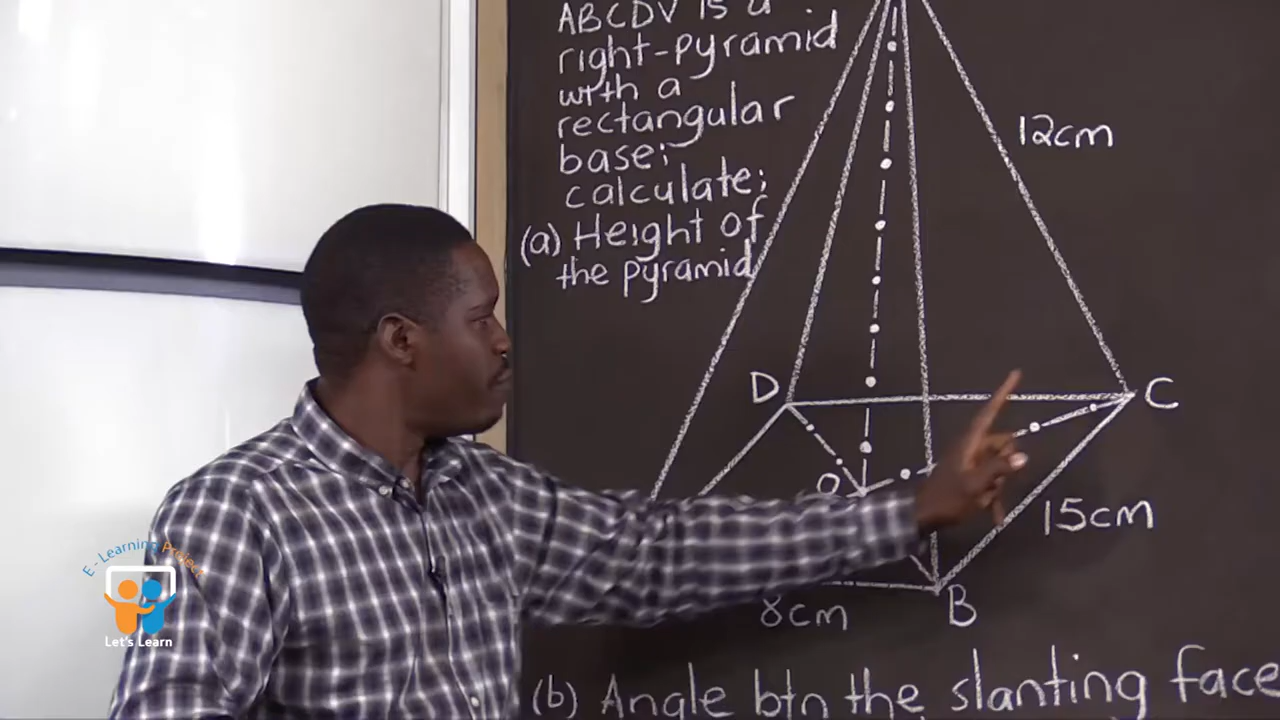 ABCDV is a
right-pyramid
with a
rectangular
base;
calculate;
(a) Height of
the pyramid
12cm
D
C
O
15cm
8cm
B
(b) Angle btn the slanting face
E-Learning Project
Let's Learn